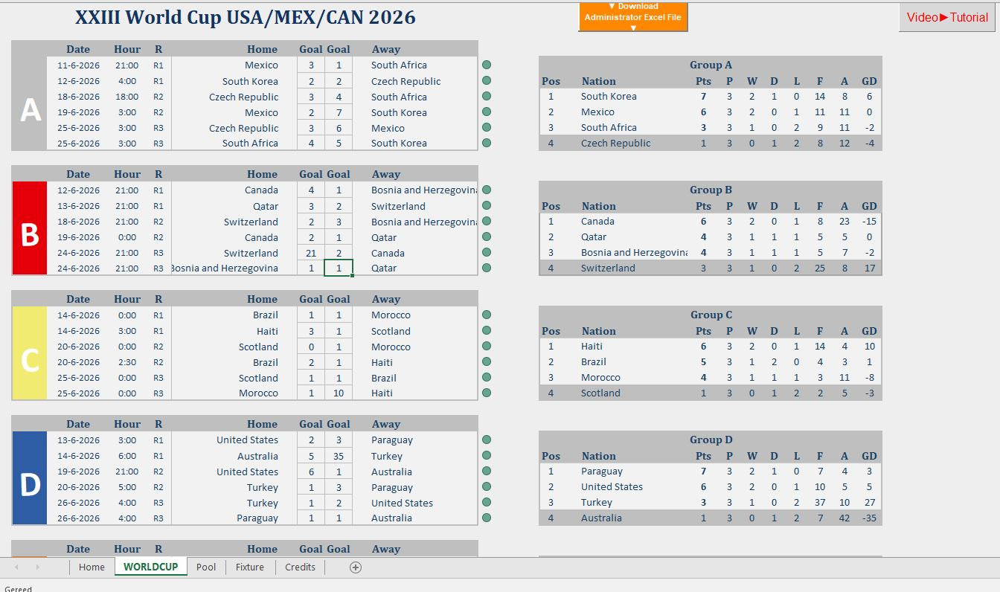 XXIII World Cup USA/MEX/CAN 2026
▼ Download
Administrator Excel File
▼
Video►Tutorial
A
Date Hour R Home Goal Goal Away
11-6-2026 21:00 R1 Mexico 3 1 South Africa
12-6-2026 4:00 R1 South Korea 2 2 Czech Republic
18-6-2026 18:00 R2 Czech Republic 3 4 South Africa
19-6-2026 3:00 R2 Mexico 2 7 South Korea
25-6-2026 3:00 R3 Czech Republic 3 6 Mexico
25-6-2026 3:00 R3 South Africa 4 5 South Korea
Group A
Pos Nation Pts P W D L F A GD
1 South Korea 7 3 2 1 0 14 8 6
2 Mexico 6 3 2 0 1 11 11 0
3 South Africa 3 3 1 0 2 9 11 -2
4 Czech Republic 1 3 0 1 2 8 12 -4
B
Date Hour R Home Goal Goal Away
12-6-2026 21:00 R1 Canada 4 1 Bosnia and Herzegovina
13-6-2026 21:00 R1 Qatar 3 2 Switzerland
18-6-2026 21:00 R2 Switzerland 2 3 Bosnia and Herzegovina
19-6-2026 0:00 R2 Canada 2 1 Qatar
24-6-2026 21:00 R3 Switzerland 21 2 Canada
24-6-2026 21:00 R3 Bosnia and Herzegovina 1 1 Qatar
Group B
Pos Nation Pts P W D L F A GD
1 Canada 6 3 2 0 1 8 23 -15
2 Qatar 4 3 1 1 1 5 5 0
3 Bosnia and Herzegovina 4 3 1 1 1 5 7 -2
4 Switzerland 3 3 1 0 2 25 8 17
C
Date Hour R Home Goal Goal Away
14-6-2026 0:00 R1 Brazil 1 1 Morocco
14-6-2026 3:00 R1 Haiti 3 1 Scotland
20-6-2026 0:00 R2 Scotland 0 1 Morocco
20-6-2026 2:30 R2 Brazil 2 1 Haiti
25-6-2026 0:00 R3 Scotland 1 1 Brazil
25-6-2026 0:00 R3 Morocco 1 10 Haiti
Group C
Pos Nation Pts P W D L F A GD
1 Haiti 6 3 2 0 1 14 4 10
2 Brazil 5 3 1 2 0 4 3 1
3 Morocco 4 3 1 1 1 3 11 -8
4 Scotland 1 3 0 1 2 2 5 -3
D
Date Hour R Home Goal Goal Away
13-6-2026 3:00 R1 United States 2 3 Paraguay
14-6-2026 6:00 R1 Australia 5 35 Turkey
19-6-2026 21:00 R2 United States 6 1 Australia
20-6-2026 5:00 R2 Turkey 1 3 Paraguay
26-6-2026 4:00 R3 Turkey 1 2 United States
26-6-2026 4:00 R3 Paraguay 1 1 Australia
Group D
Pos Nation Pts P W D L F A GD
1 Paraguay 7 3 2 1 0 7 4 3
2 United States 6 3 2 0 1 10 5 5
3 Turkey 3 3 1 0 2 37 10 27
4 Australia 1 3 0 1 2 7 42 -35
Date Hour R Home Goal Goal Away
Home WORLDCUP Pool Fixture Credits
Gereed